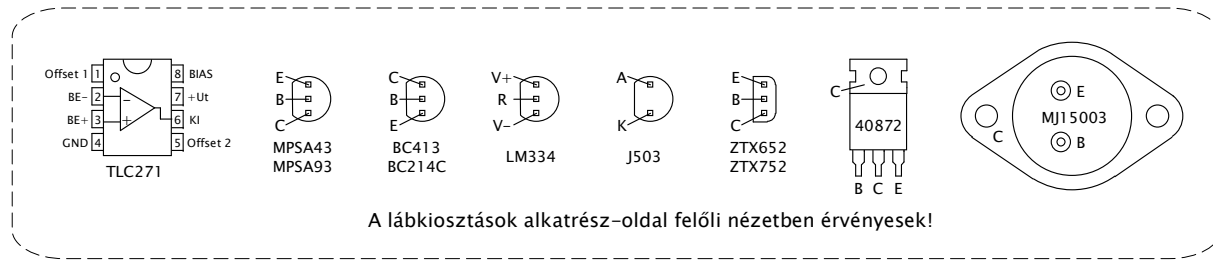 Offset 1 1 8 BIAS
BE- 2 7 +Ut
BE+ 3 6 KI
GND 4 5 Offset 2
− +
TLC271
E
B
C
MPSA43
MPSA93
C
B
E
BC413
BC214C
V+
R
V-
LM334
A
K
J503
E
B
C
ZTX652
ZTX752
C
40872
B C E
C
E
MJ15003
B
A lábkiosztások alkatrész-oldal felőli nézetben érvényesek!